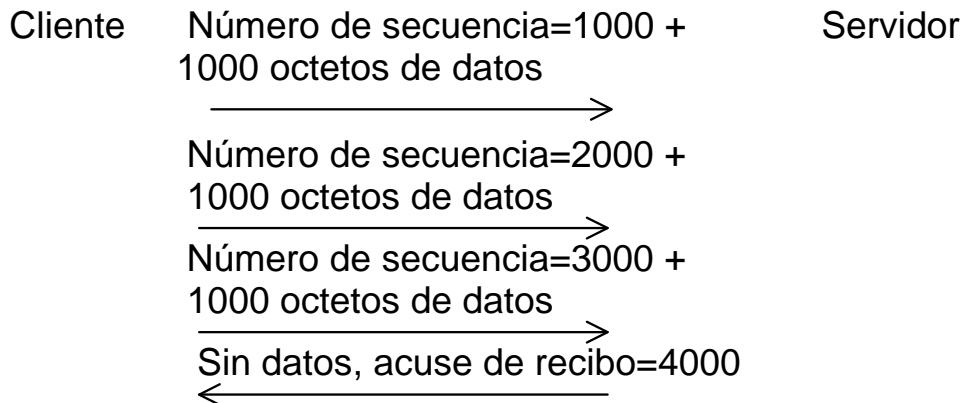 Cliente Número de secuencia=1000 + Servidor
1000 octetos de datos
Número de secuencia=2000 +
1000 octetos de datos
Número de secuencia=3000 +
1000 octetos de datos
Sin datos, acuse de recibo=4000